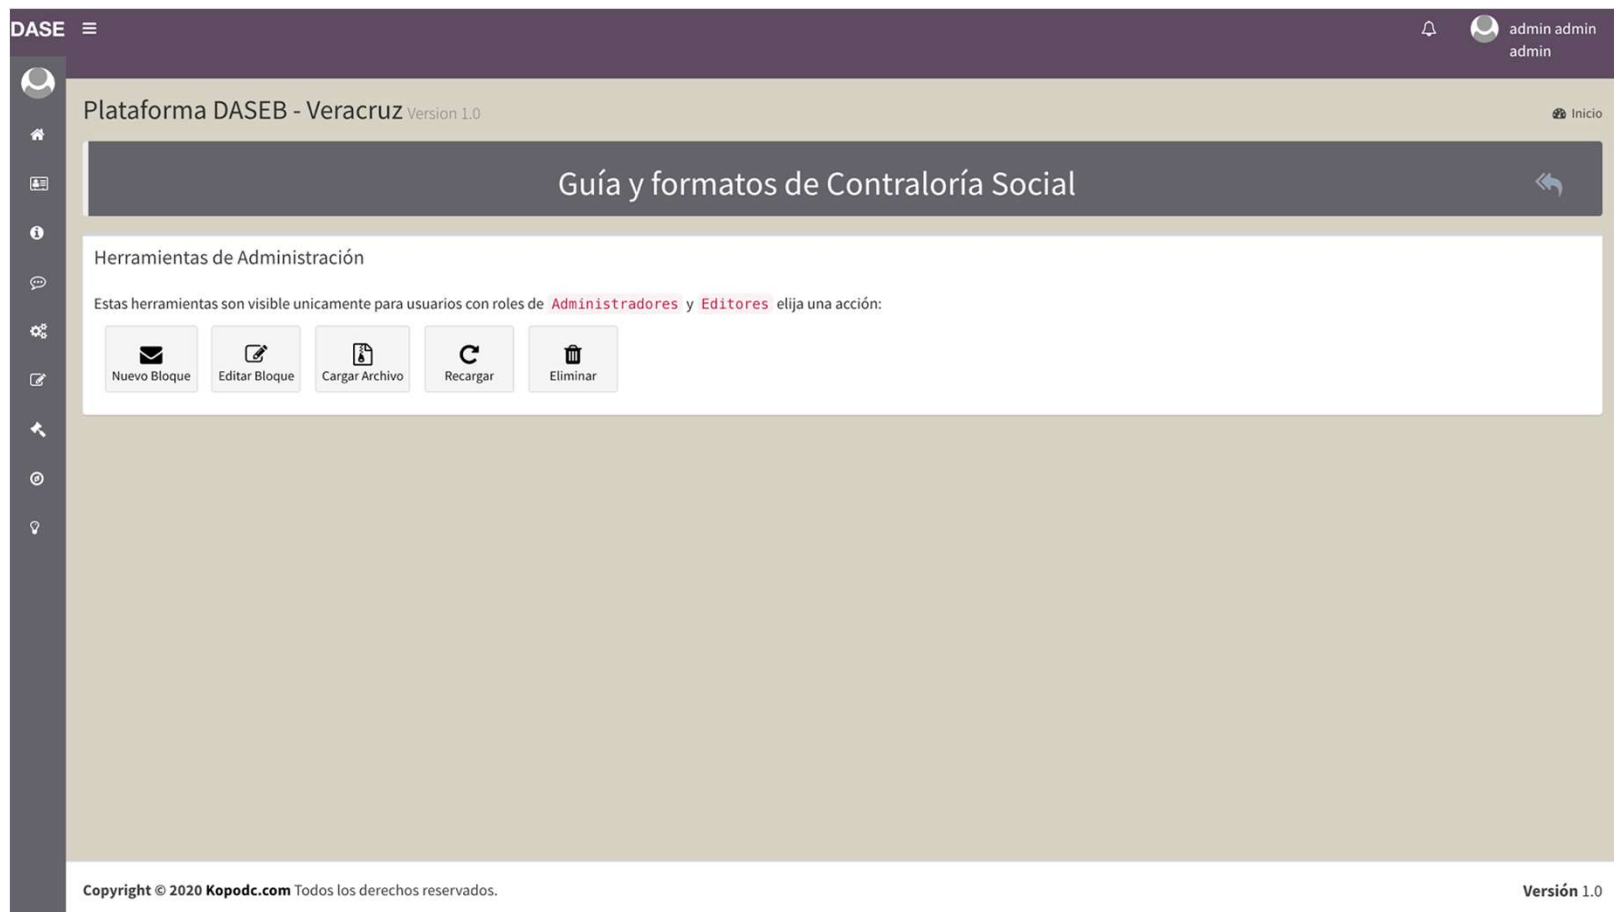 DASE
admin admin
admin
Plataforma DASEB - Veracruz Version 1.0
Inicio
Guía y formatos de Contraloría Social
Herramientas de Administración
Estas herramientas son visible unicamente para usuarios con roles de Administradores y Editores elija una acción:
Nuevo Bloque Editar Bloque Cargar Archivo Recargar Eliminar
Copyright © 2020 Kopodc.com Todos los derechos reservados.
Versión 1.0